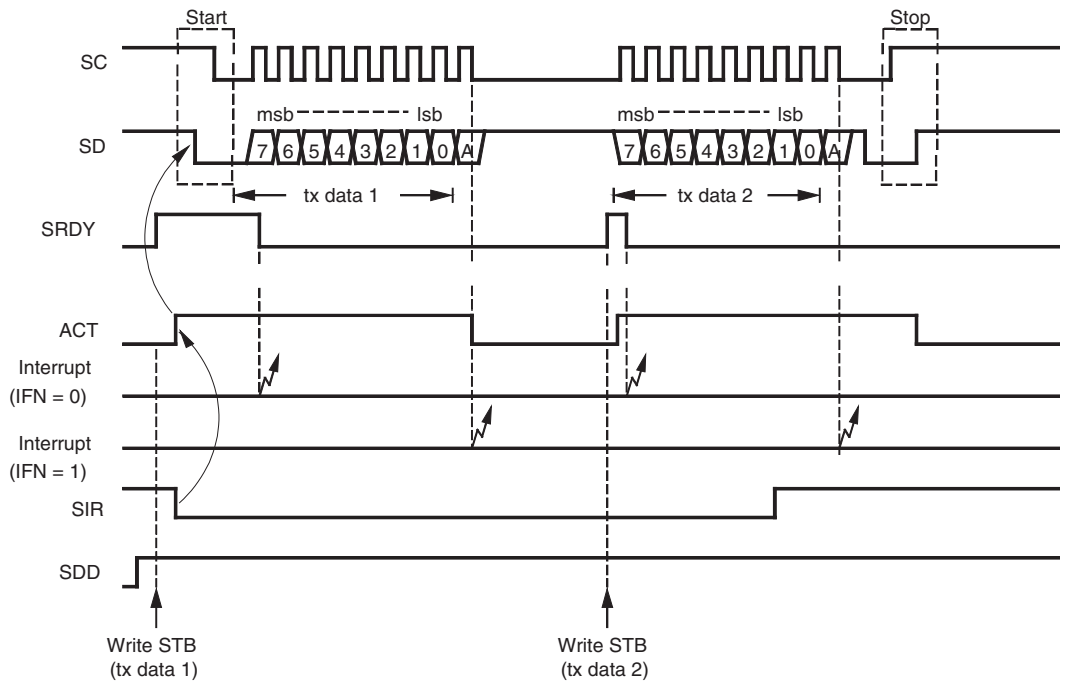 Start
Stop
SC
msb lsb
msb lsb
SD
7 6 5 4 3 2 1 0 A
7 6 5 4 3 2 1 0 A
tx data 1
tx data 2
SRDY
ACT
Interrupt
(IFN = 0)
Interrupt
(IFN = 1)
SIR
SDD
Write STB
(tx data 1)
Write STB
(tx data 2)